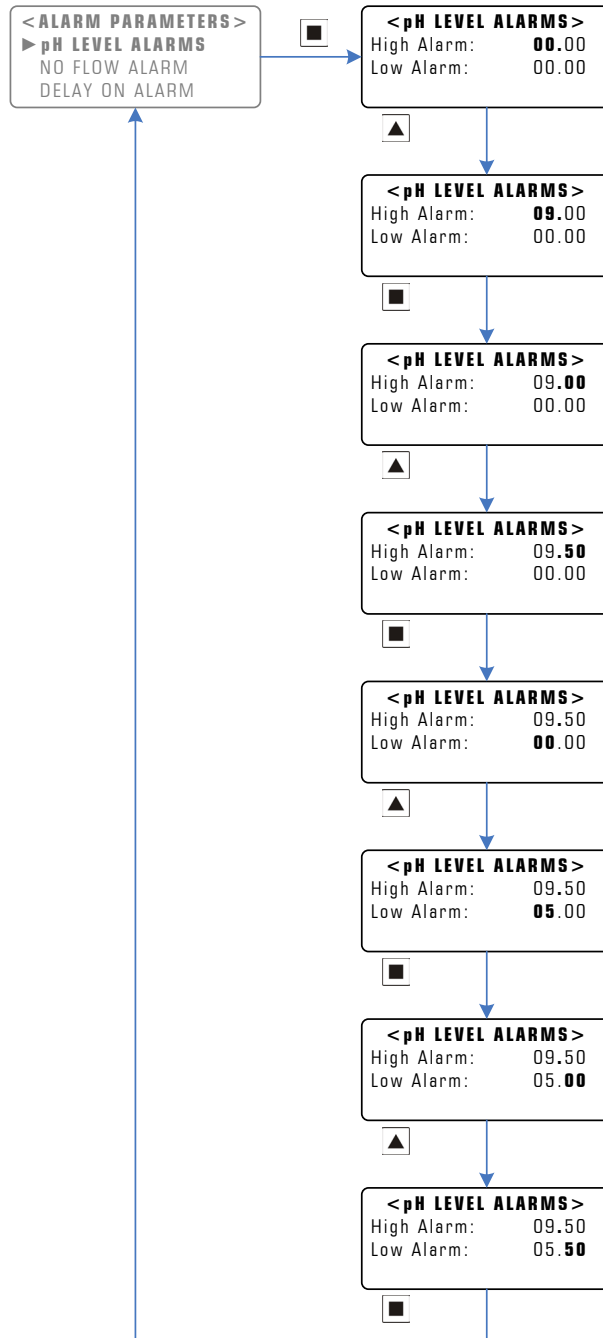 <ALARM PARAMETERS>
►pH LEVEL ALARMS
NO FLOW ALARM
DELAY ON ALARM
<pH LEVEL ALARMS>
High Alarm: 00.00
Low Alarm: 00.00
<pH LEVEL ALARMS>
High Alarm: 09.00
Low Alarm: 00.00
<pH LEVEL ALARMS>
High Alarm: 09.00
Low Alarm: 00.00
<pH LEVEL ALARMS>
High Alarm: 09.50
Low Alarm: 00.00
<pH LEVEL ALARMS>
High Alarm: 09.50
Low Alarm: 00.00
<pH LEVEL ALARMS>
High Alarm: 09.50
Low Alarm: 05.00
<pH LEVEL ALARMS>
High Alarm: 09.50
Low Alarm: 05.00
<pH LEVEL ALARMS>
High Alarm: 09.50
Low Alarm: 05.50